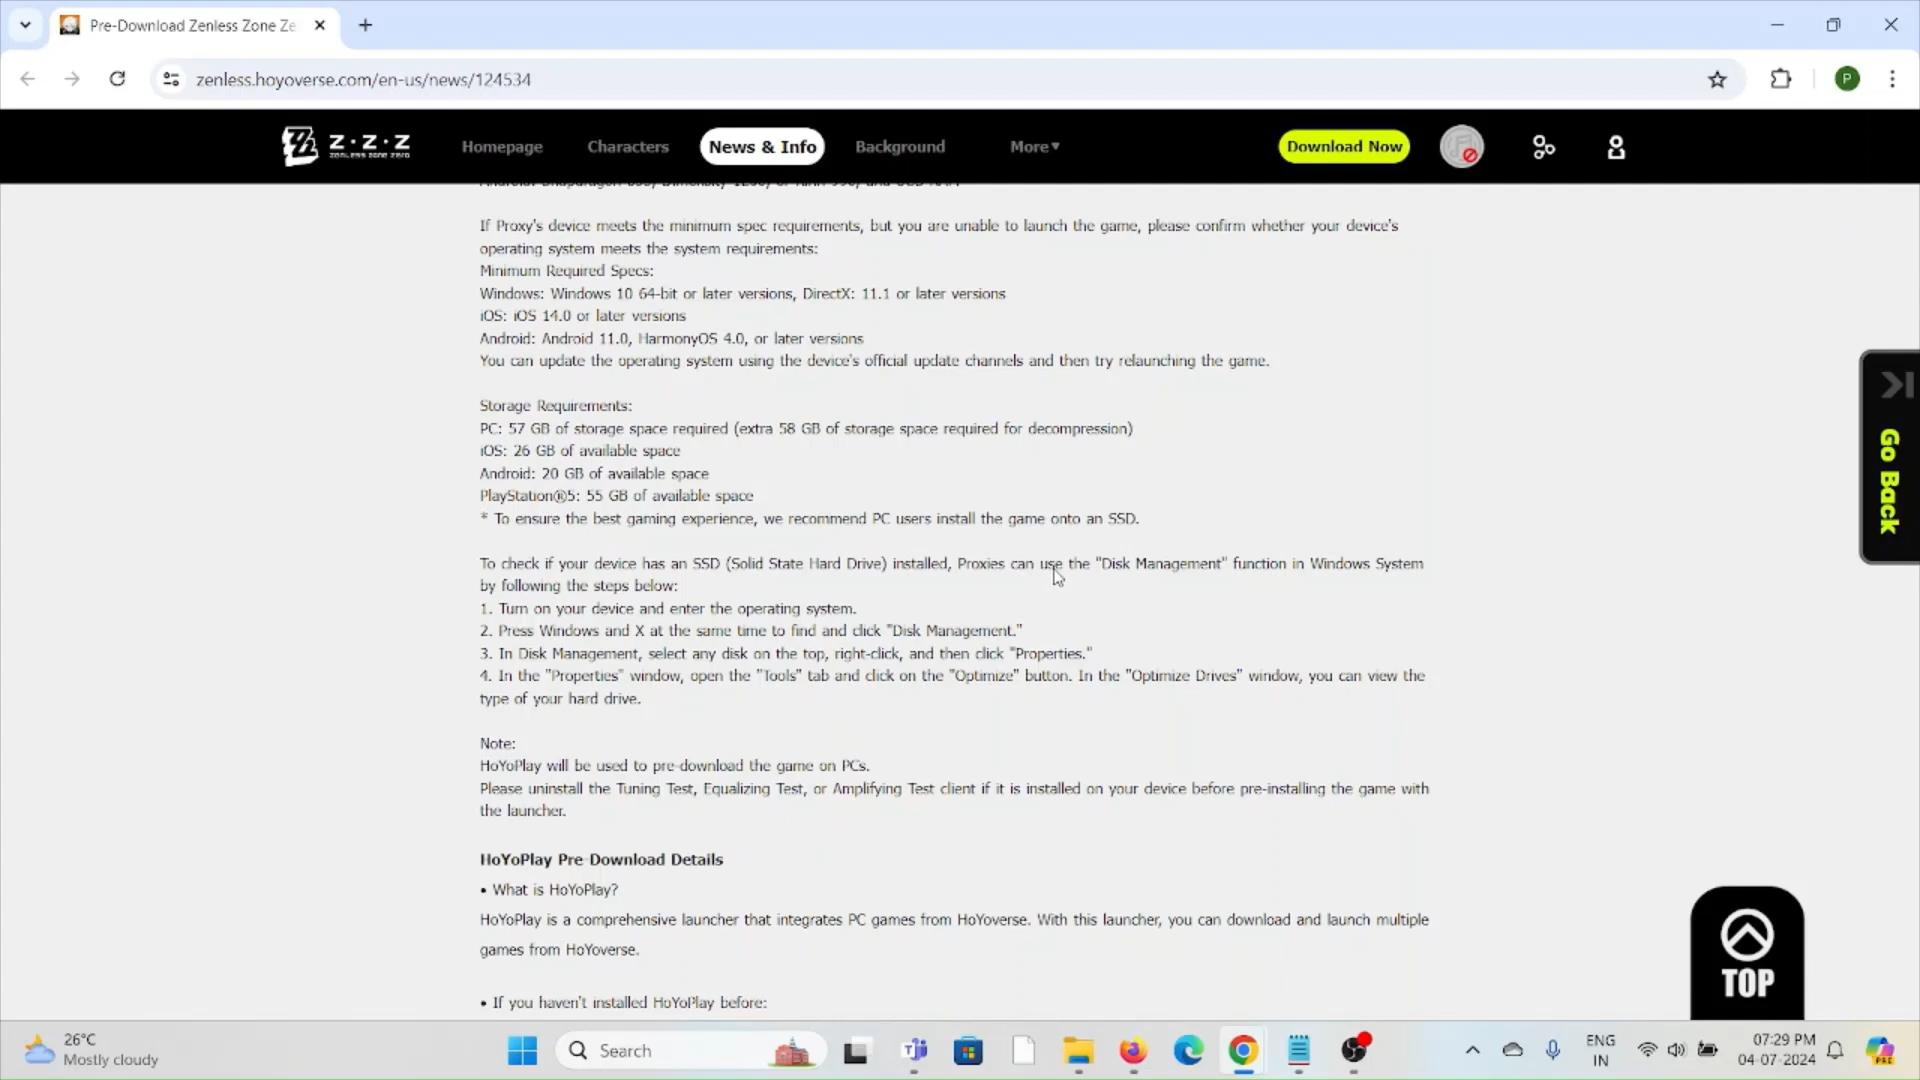 Pre-Download Zenless Zone Ze
zenless.hoyoverse.com/en-us/news/124534
P
Z·Z·Z
ZENLESS ZONE ZERO
Homepage
Characters
News & Info
Background
More▾
Download Now
If Proxy's device meets the minimum spec requirements, but you are unable to launch the game, please confirm whether your device's
operating system meets the system requirements:
Minimum Required Specs:
Windows: Windows 10 64-bit or later versions, DirectX: 11.1 or later versions
iOS: iOS 14.0 or later versions
Android: Android 11.0, HarmonyOS 4.0, or later versions
You can update the operating system using the device's official update channels and then try relaunching the game.
Storage Requirements:
PC: 57 GB of storage space required (extra 58 GB of storage space required for decompression)
iOS: 26 GB of available space
Android: 20 GB of available space
PlayStation®5: 55 GB of available space
* To ensure the best gaming experience, we recommend PC users install the game onto an SSD.
To check if your device has an SSD (Solid State Hard Drive) installed, Proxies can use the "Disk Management" function in Windows System
by following the steps below:
1. Turn on your device and enter the operating system.
2. Press Windows and X at the same time to find and click "Disk Management."
3. In Disk Management, select any disk on the top, right-click, and then click "Properties."
4. In the "Properties" window, open the "Tools" tab and click on the "Optimize" button. In the "Optimize Drives" window, you can view the
type of your hard drive.
Note:
HoYoPlay will be used to pre-download the game on PCs.
Please uninstall the Tuning Test, Equalizing Test, or Amplifying Test client if it is installed on your device before pre-installing the game with
the launcher.
HoYoPlay Pre Download Details
• What is HoYoPlay?
HoYoPlay is a comprehensive launcher that integrates PC games from HoYoverse. With this launcher, you can download and launch multiple
games from HoYoverse.
• If you haven't installed HoYoPlay before:
Go Back
TOP
26°C
Mostly cloudy
Search
ENG
IN
07:29 PM
04-07-2024
PRE